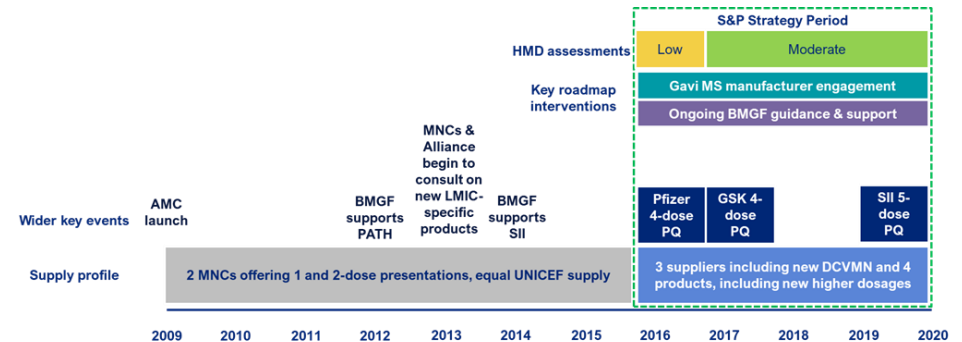 S&P Strategy Period
HMD assessments
Low
Moderate
Key roadmap
interventions
Gavi MS manufacturer engagement
Ongoing BMGF guidance & support
Wider key events
AMC
launch
BMGF
supports
PATH
MNCs &
Alliance
begin to
consult on
new LMIC-
specific
products
BMGF
supports
SII
Pfizer
4-dose
PQ
GSK 4-
dose
PQ
SII 5-
dose
PQ
Supply profile
2 MNCs offering 1 and 2-dose presentations, equal UNICEF supply
3 suppliers including new DCVMN and 4
products, including new higher dosages
2009
2010
2011
2012
2013
2014
2015
2016
2017
2018
2019
2020